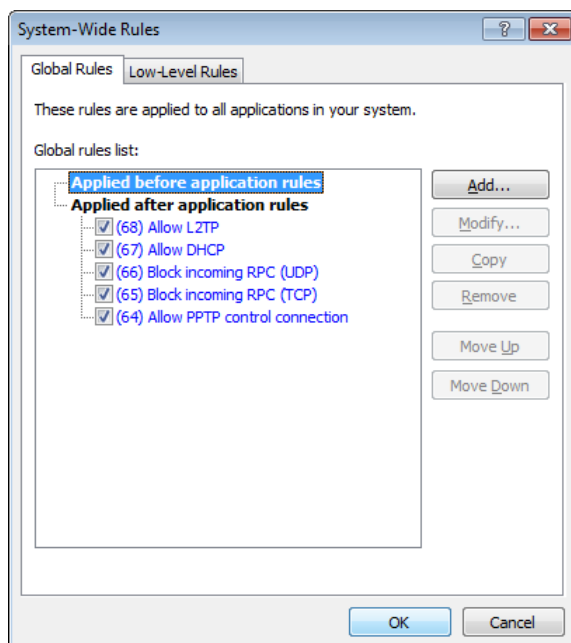 System-Wide Rules
Global Rules
Low-Level Rules
These rules are applied to all applications in your system.
Global rules list:
Applied before application rules
Applied after application rules
(68) Allow L2TP
(67) Allow DHCP
(66) Block incoming RPC (UDP)
(65) Block incoming RPC (TCP)
(64) Allow PPTP control connection
Add...
Modify...
Copy
Remove
Move Up
Move Down
OK
Cancel